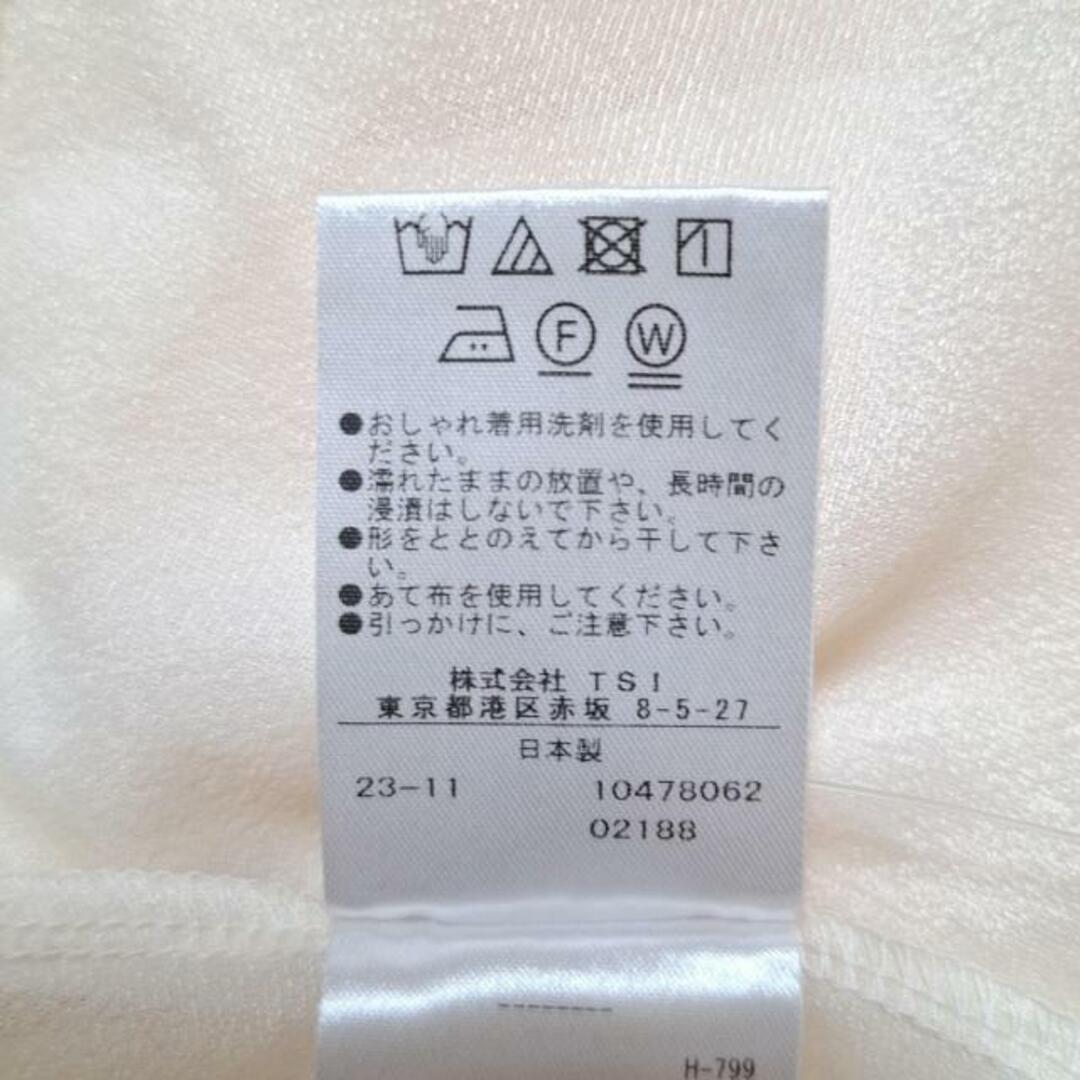 F W
●おしゃれ着用洗剤を使用してく
ださい。
●濡れたままの放置や、長時間の
浸漬はしないで下さい。
●形をととのえてから干して下さ
い。
●あて布を使用してください。
●引っかけに、ご注意下さい。
株式会社 TSI
東京都港区赤坂 8-5-27
日本製
23-11 10478062
02188
H-799